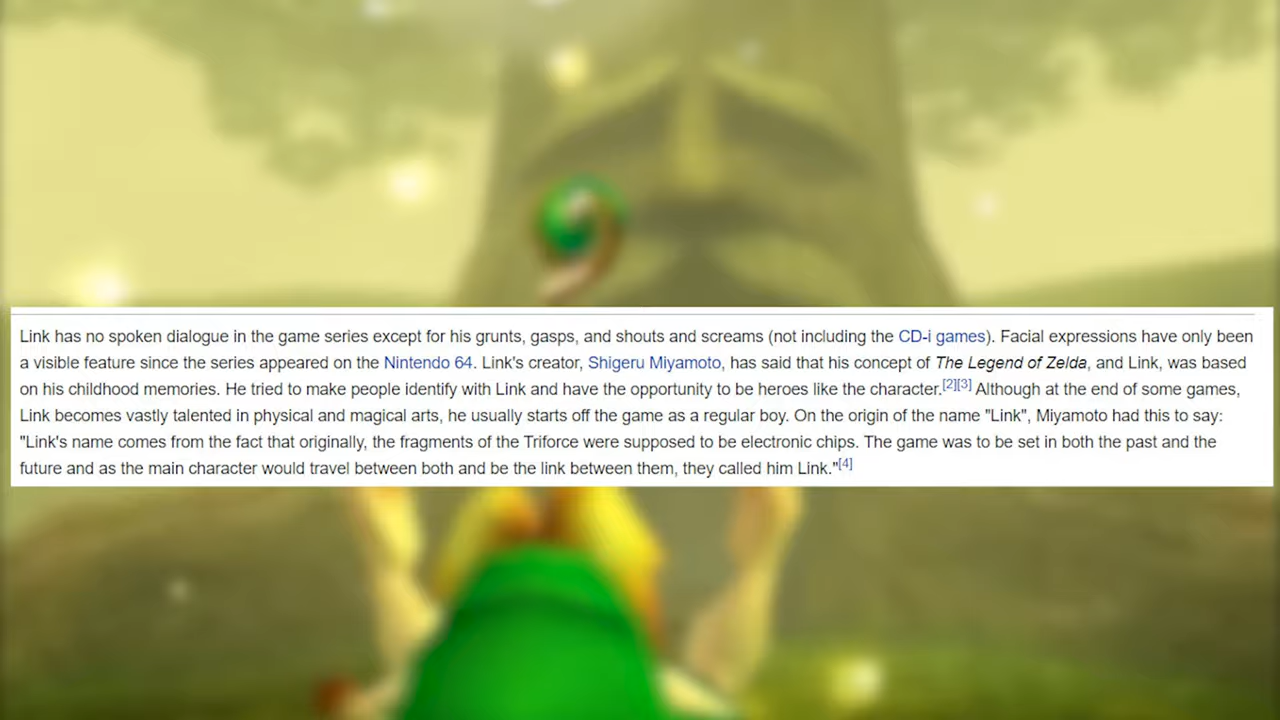 Link has no spoken dialogue in the game series except for his grunts, gasps, and shouts and screams (not including the CD-i games). Facial expressions have only been
a visible feature since the series appeared on the Nintendo 64. Link's creator, Shigeru Miyamoto, has said that his concept of The Legend of Zelda, and Link, was based
on his childhood memories. He tried to make people identify with Link and have the opportunity to be heroes like the character.[2][3] Although at the end of some games,
Link becomes vastly talented in physical and magical arts, he usually starts off the game as a regular boy. On the origin of the name "Link", Miyamoto had this to say:
"Link's name comes from the fact that originally, the fragments of the Triforce were supposed to be electronic chips. The game was to be set in both the past and the
future and as the main character would travel between both and be the link between them, they called him Link."[4]